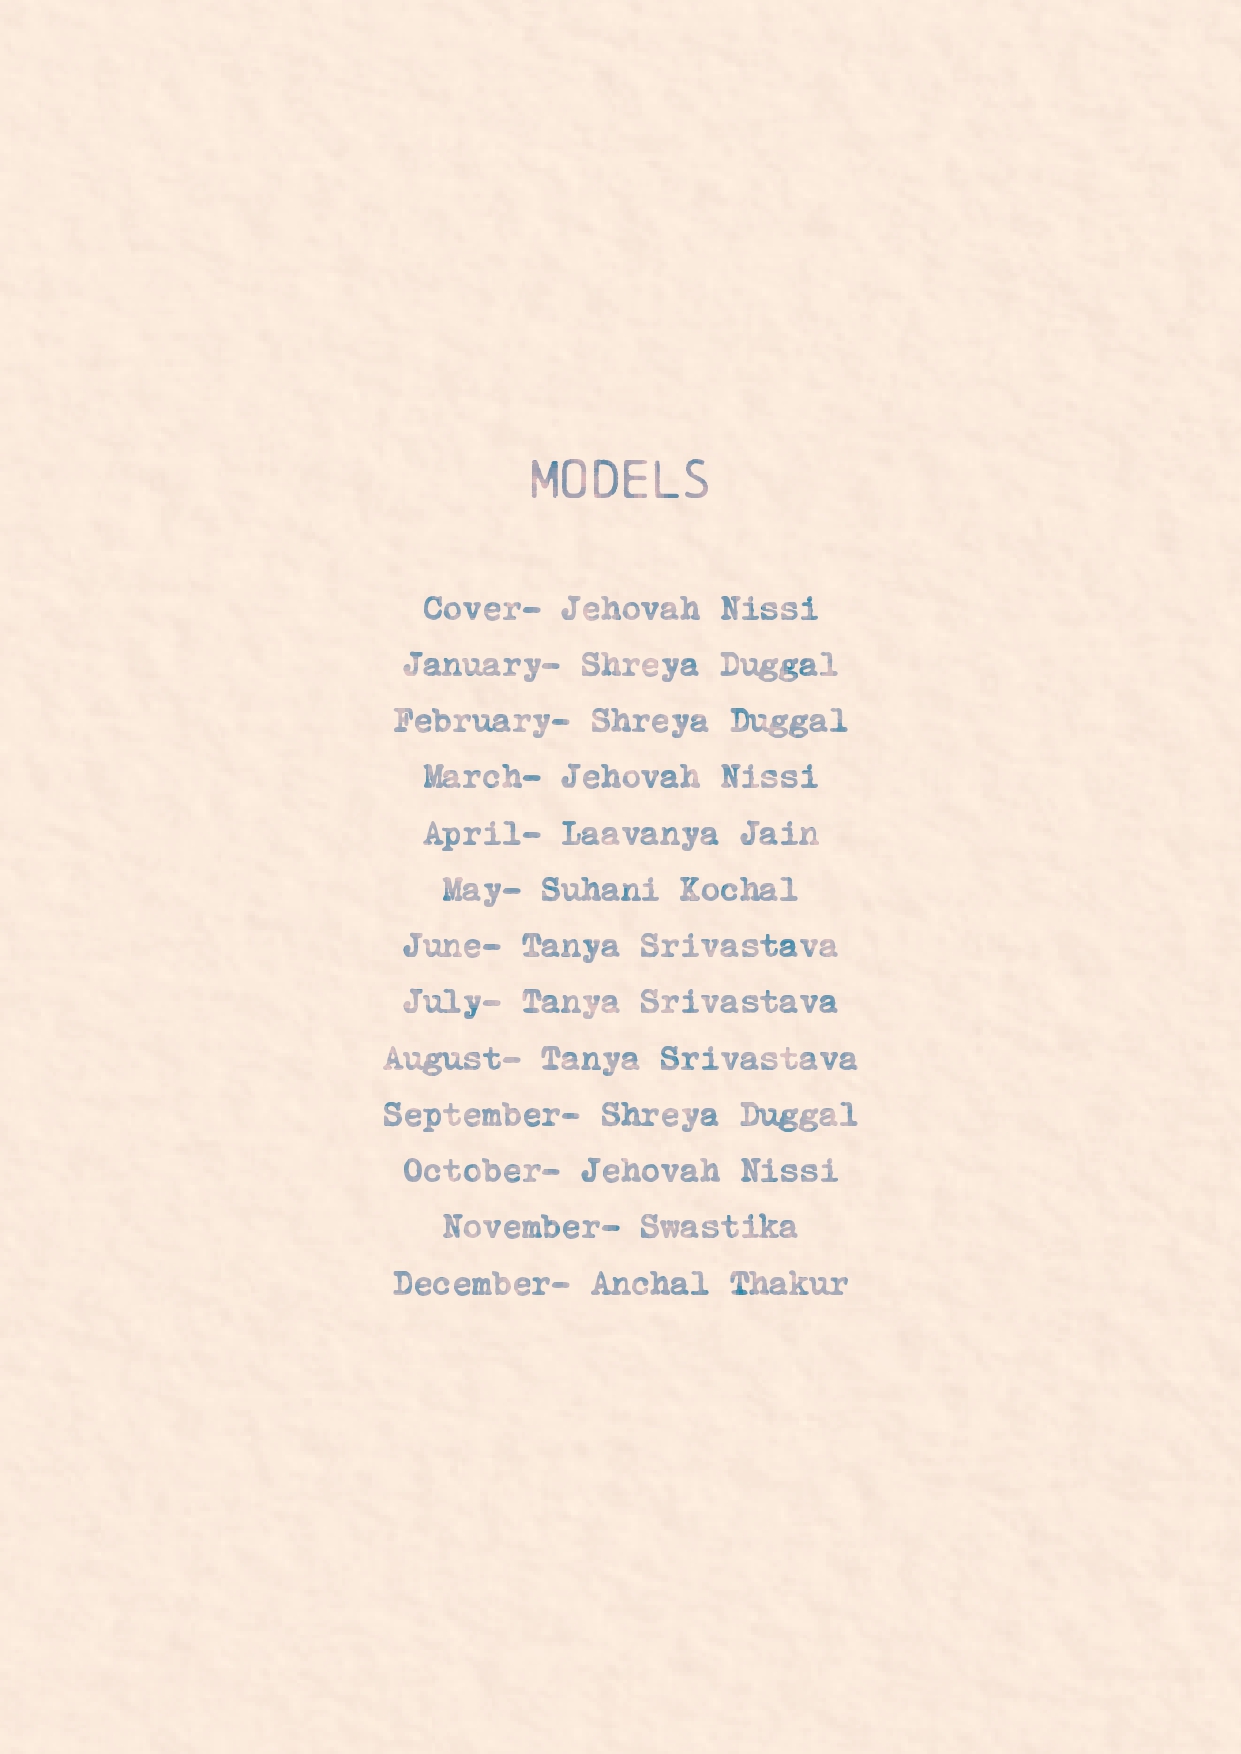 MODELS
Cover- Jehovah Nissi
January- Shreya Duggal
February- Shreya Duggal
March- Jehovah Nissi
April- Laavanya Jain
May- Suhani Kochal
June- Tanya Srivastava
July- Tanya Srivastava
August- Tanya Srivastava
September- Shreya Duggal
October- Jehovah Nissi
November- Swastika
December- Anchal Thakur